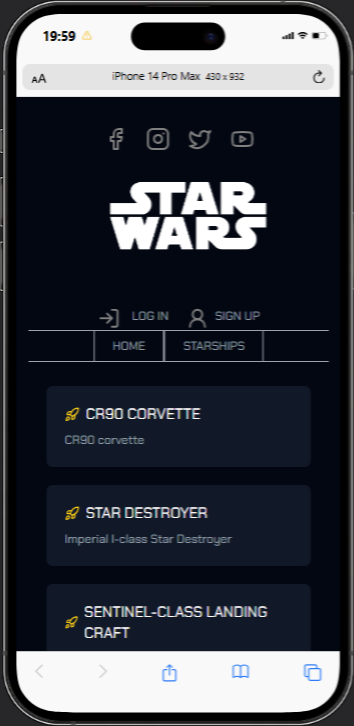 19:59
AA iPhone 14 Pro Max 430 x 932
STAR
WARS
LOG IN SIGN UP
HOME STARSHIPS
CR90 CORVETTE
CR90 corvette
STAR DESTROYER
Imperial I-class Star Destroyer
SENTINEL-CLASS LANDING
CRAFT